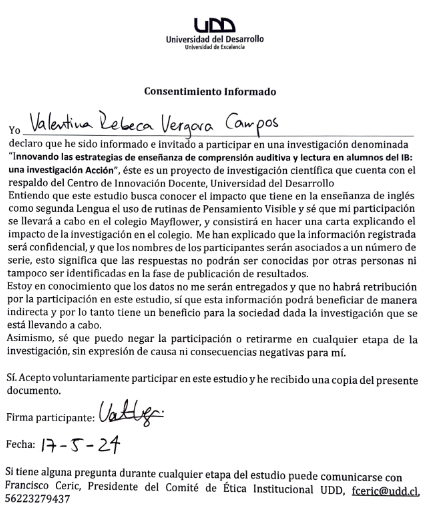 UDD
Universidad del Desarrollo
Universidad de Excelencia
Consentimiento Informado
Yo Valentina Rebeca Vergara Campos
declaro que he sido informado e invitado a participar en una investigación denominada
"Innovando las estrategias de enseñanza de comprensión auditiva y lectura en alumnos del IB:
una investigación Acción", éste es un proyecto de investigación científica que cuenta con el
respaldo del Centro de Innovación Docente, Universidad del Desarrollo
Entiendo que este estudio busca conocer el impacto que tiene en la enseñanza de inglés
como segunda Lengua el uso de rutinas de Pensamiento Visible y sé que mi participación
se llevará a cabo en el colegio Mayflower, y consistirá en hacer una carta explicando el
impacto de la investigación en el colegio. Me han explicado que la información registrada
será confidencial, y que los nombres de los participantes serán asociados a un número de
serie, esto significa que las respuestas no podrán ser conocidas por otras personas ni
tampoco ser identificadas en la fase de publicación de resultados.
Estoy en conocimiento que los datos no me serán entregados y que no habrá retribución
por la participación en este estudio, sí que esta información podrá beneficiar de manera
indirecta y por lo tanto tiene un beneficio para la sociedad dada la investigación que se
está llevando a cabo.
Asimismo, sé que puedo negar la participación o retirarme en cualquier etapa de la
investigación, sin expresión de causa ni consecuencias negativas para mí.
Sí. Acepto voluntariamente participar en este estudio y he recibido una copia del presente
documento.
Firma participante:
Fecha: 17-5-24
Si tiene alguna pregunta durante cualquier etapa del estudio puede comunicarse con
Francisco Ceric, Presidente del Comité de Ética Institucional UDD, fceric@udd.cl,
56223279437